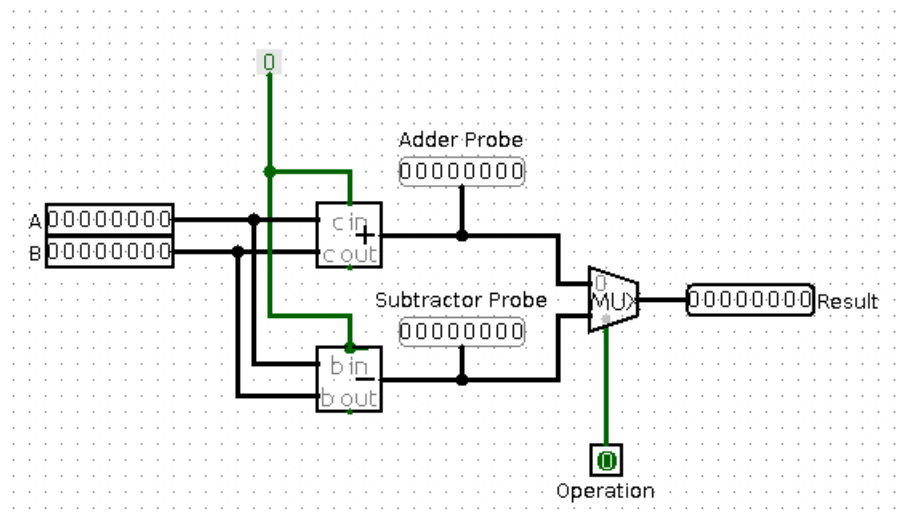 0
Adder Probe
00000000
A 00000000
c in
+
B 00000000
c out
0
MUX
Subtractor Probe
00000000
00000000 Result
b in
−
b out
0
Operation